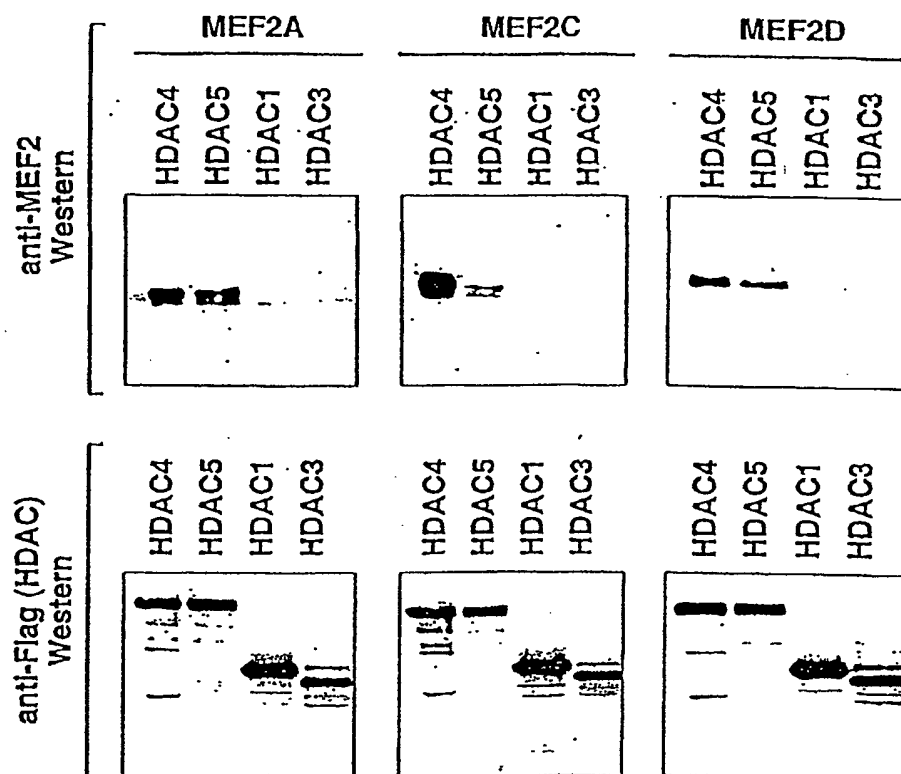 MEF2A MEF2C MEF2D
HDAC4 HDAC5 HDAC1 HDAC3 HDAC4 HDAC5 HDAC1 HDAC3 HDAC4 HDAC5 HDAC1 HDAC3
anti-MEF2
Western
HDAC4 HDAC5 HDAC1 HDAC3 HDAC4 HDAC5 HDAC1 HDAC3 HDAC4 HDAC5 HDAC1 HDAC3
anti-Flag (HDAC)
Western